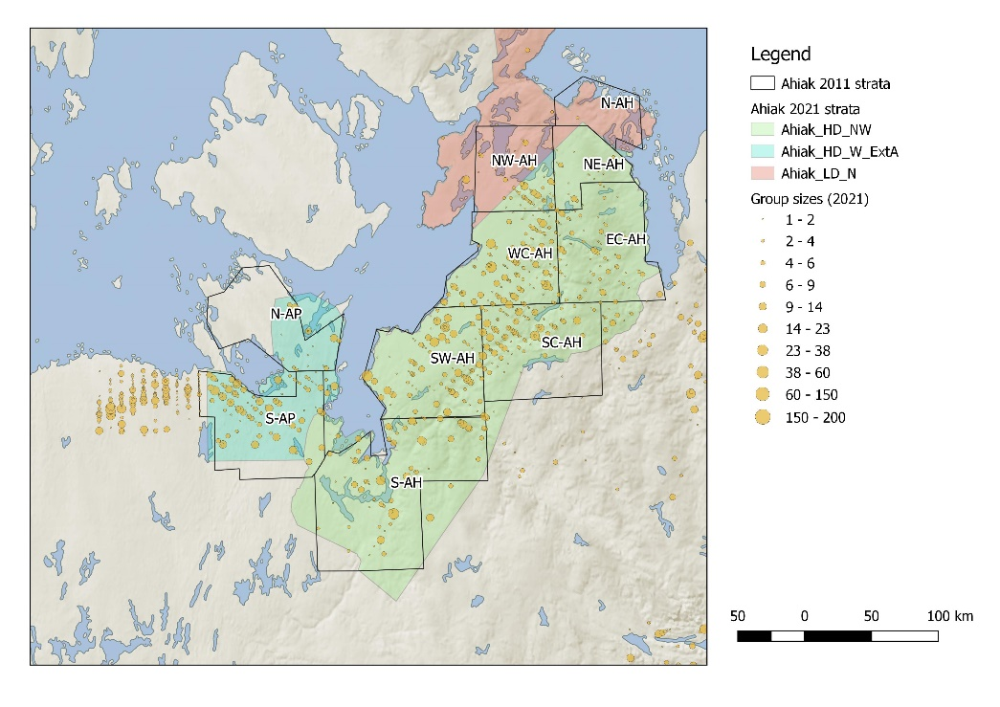 N-AH
NW-AH
NE-AH
EC-AH
WC-AH
N-AP
SC-AH
SW-AH
S-AP
S-AH
Legend
Ahiak 2011 strata
Ahiak 2021 strata
Ahiak_HD_NW
Ahiak_HD_W_ExtA
Ahiak_LD_N
Group sizes (2021)
1 - 2
2 - 4
4 - 6
6 - 9
9 - 14
14 - 23
23 - 38
38 - 60
60 - 150
150 - 200
50 0 50 100 km